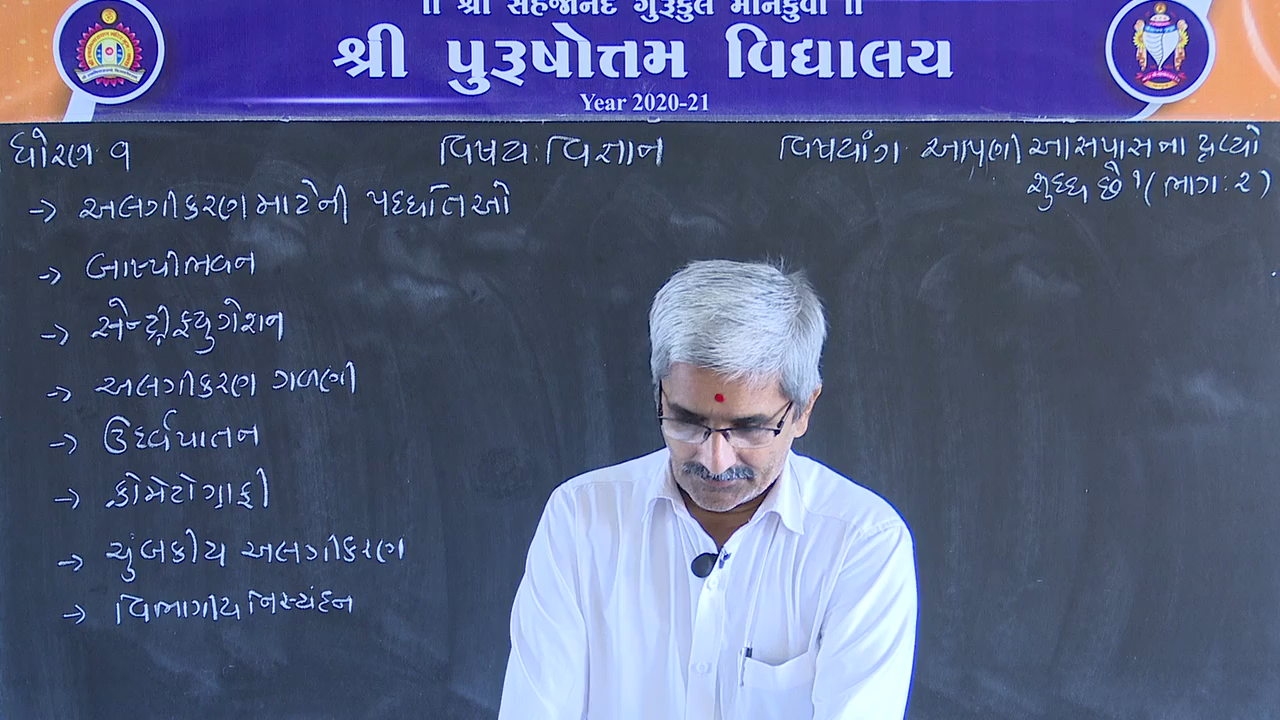 ॥ શ્રી સહજાનંદ ગુરૂકુલ માનકુવા ॥
શ્રી પુરૂષોત્તમ વિદ્યાલય
Year 2020-21
ધોરણ: ૯ વિષય: વિજ્ઞાન વિષયાંગ આપણી આસપાસના દ્રવ્યો
શુદ્ધ છે? (ભાગ: ૨)
→ અલગીકરણ માટેની પદ્ધતિઓ
→ બાષ્પીભવન
→ સેન્ટ્રીફ્યુગેશન
→ અલગીકરણ ગળણી
→ ઉર્ધ્વપાતન
→ ક્રોમેટોગ્રાફી
→ ચુંબકીય અલગીકરણ
→ વિભાગીય નિસ્યંદન